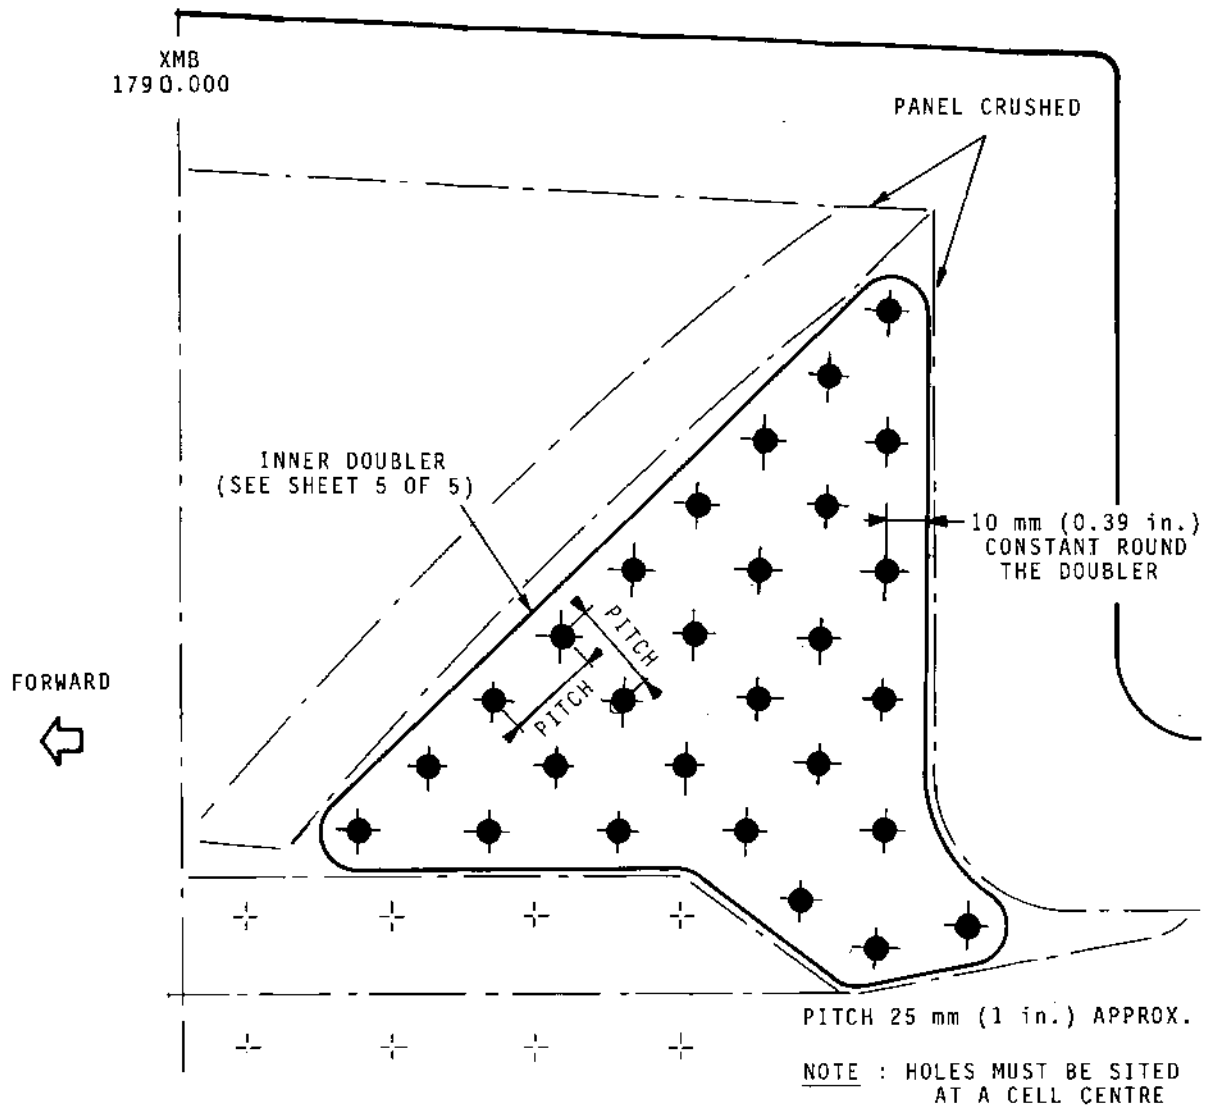 XMB
1790.000
PANEL CRUSHED
INNER DOUBLER
(SEE SHEET 5 OF 5)
10 mm (0.39 in.)
CONSTANT ROUND
THE DOUBLER
PITCH
PITCH
FORWARD
PITCH 25 mm (1 in.) APPROX.
NOTE : HOLES MUST BE SITED
AT A CELL CENTRE